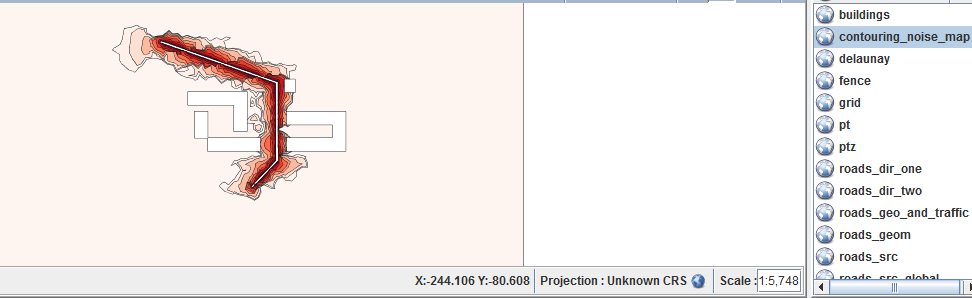 buildings
contouring_noise_map
delaunay
fence
grid
pt
ptz
roads_dir_one
roads_dir_two
roads_geo_and_traffic
roads_geom
roads_src
roads_src_global
X:-244.106 Y:-80.608 Projection : Unknown CRS Scale : 1:5,748